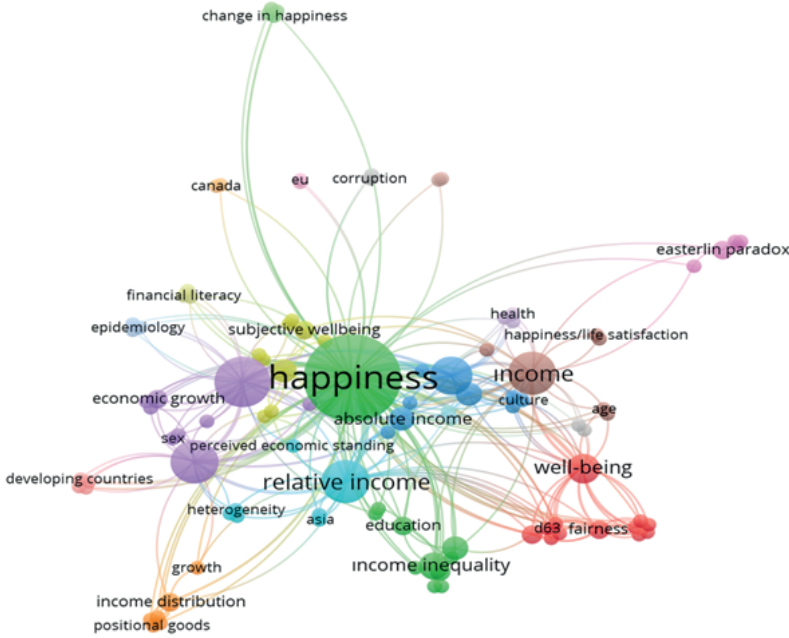 change in happiness
canada
eu
corruption
easterlin paradox
financial literacy
health
epidemiology
subjective wellbeing
happiness/life satisfaction
happiness
income
economic growth
culture
absolute income
age
sex
perceived economic standing
well-being
developing countries
relative income
heterogeneity
asia
education
d63 fairness
growth
income inequality
income distribution
positional goods